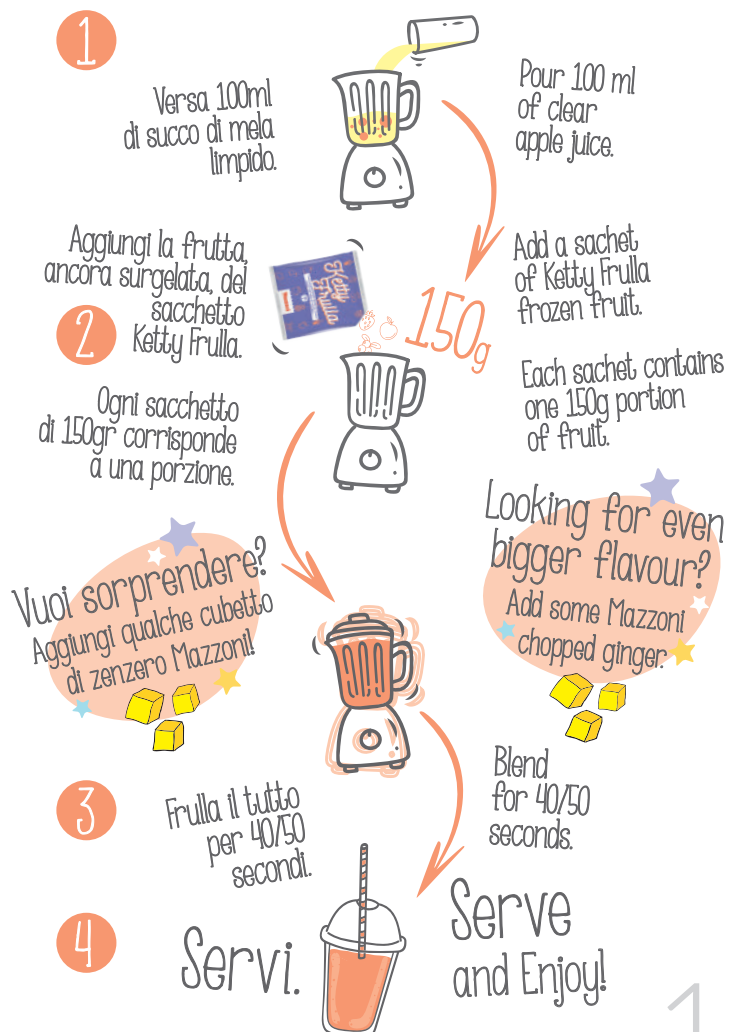 1
Versa 100ml
di succo di mela
limpido.
Pour 100 ml
of clear
apple juice.
Aggiungi la frutta,
ancora surgelata, del
sacchetto
Ketty Frulla.
2
Ogni sacchetto
di 150gr corrisponde
a una porzione.
Ketty
Frulla
150g
Add a sachet
of Ketty Frulla
frozen fruit.
Each sachet contains
one 150g portion
of fruit.
Vuoi sorprendere?
Aggiungi qualche cubetto
di zenzero Mazzoni!
Looking for even
bigger flavour?
Add some Mazzoni
chopped ginger.
3
Frulla il tutto
per 40/50
secondi.
Blend
for 40/50
seconds.
4
Servi.
Serve
and Enjoy!
1